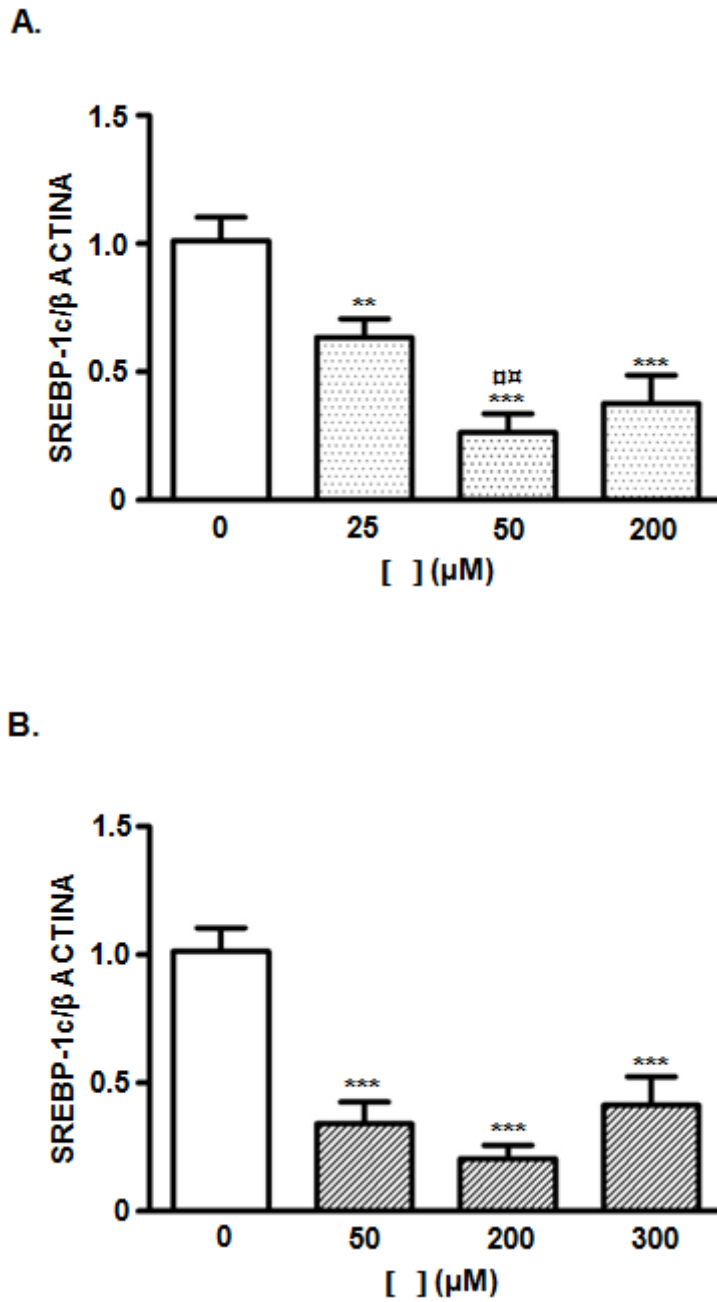 A.
1.5
1.0
0.5
0
SREBP-1c/β ACTINA
**
¤¤
***
***
0 25 50 200
[ ] (µM)
B.
1.5
1.0
0.5
0
SREBP-1c/β ACTINA
***
***
***
0 50 200 300
[ ] (µM)